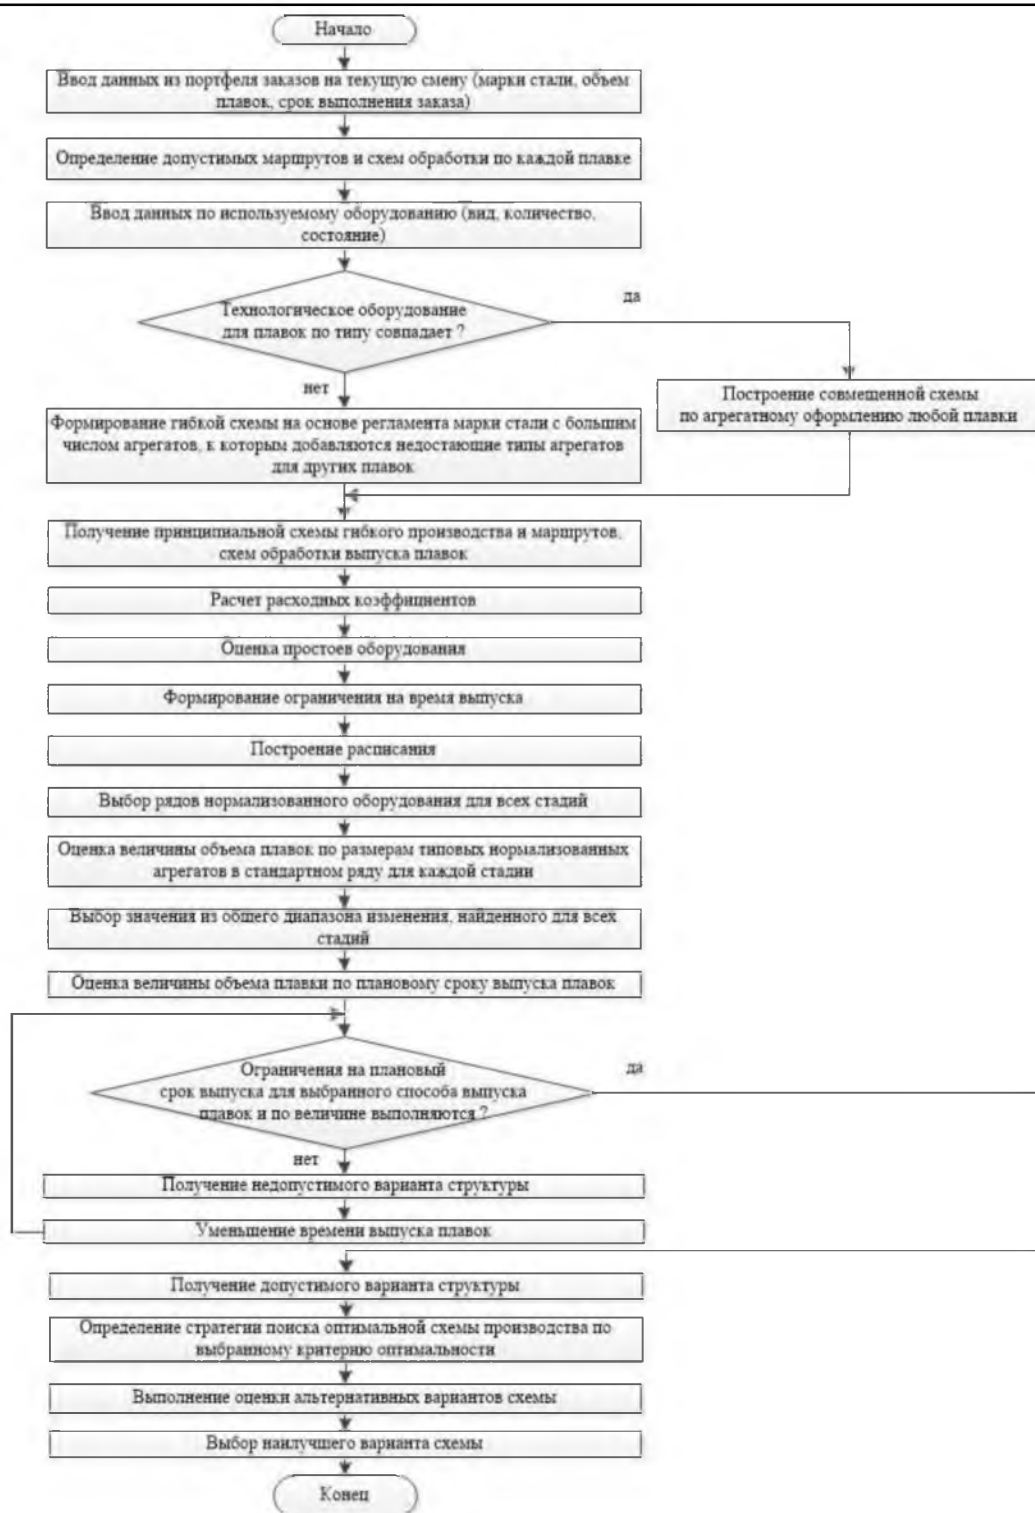 Начало
Ввод данных из портфеля заказов на текущую смену (марки стали, объем
плавок, срок выполнения заказа)
Определение допустимых маршрутов и схем обработки по каждой плавке
Ввод данных по используемому оборудованию (вид, количество,
состояние)
Технологическое оборудование
для плавок по типу совпадает ?
да
нет
Построение совмещенной схемы
по агрегатному оформлению любой плавки
Формирование гибкой схемы на основе регламента марки стали с большим
числом агрегатов, к которым добавляются недостающие типы агрегатов
для других плавок
Получение принципиальной схемы гибкого производства и маршрутов,
схем обработки выпуска плавок
Расчет расходных коэффициентов
Оценка простоев оборудования
Формирование ограничения на время выпуска
Построение расписания
Выбор рядов нормализованного оборудования для всех стадий
Оценка величины объема плавок по размерам типовых нормализованных
агрегатов в стандартном ряду для каждой стадии
Выбор значения из общего диапазона изменения, найденного для всех
стадий
Оценка величины объема плавки по плановому сроку выпуска плавок
Ограничения на плановый
срок выпуска для выбранного способа выпуска
плавок и по величине выполняются ?
да
нет
Получение недопустимого варианта структуры
Уменьшение времени выпуска плавок
Получение допустимого варианта структуры
Определение стратегии поиска оптимальной схемы производства по
выбранному критерию оптимальности
Выполнение оценки альтернативных вариантов схемы
Выбор наилучшего варианта схемы
Конец